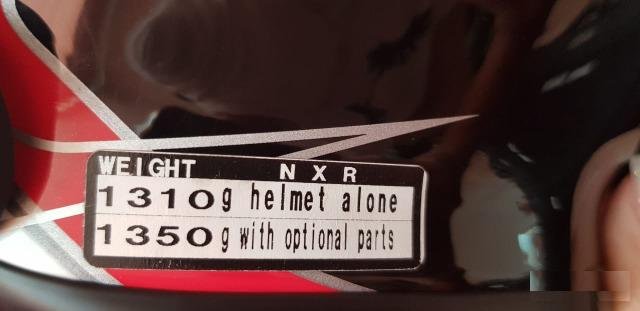 WEIGHT NXR
1310g helmet alone
1350g with optional parts